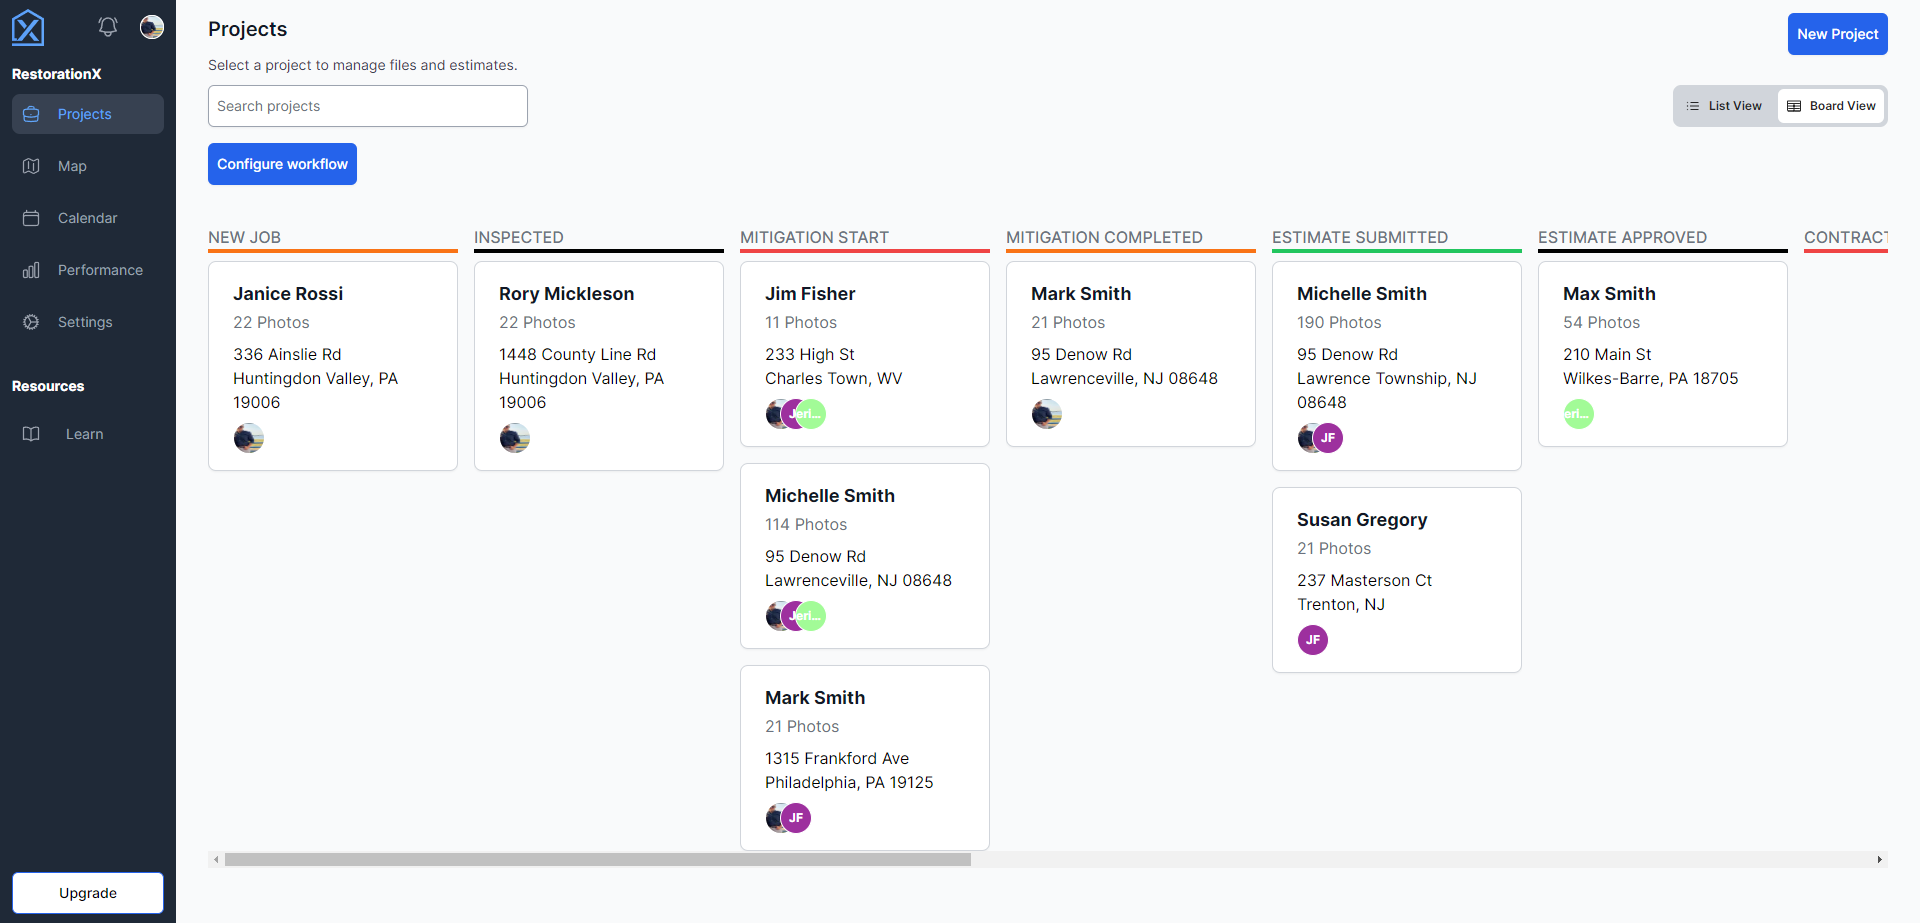 RestorationX
Projects
Map
Calendar
Performance
Settings
Resources
Learn
Upgrade
Projects
New Project
Select a project to manage files and estimates.
Search projects
List View
Board View
Configure workflow
NEW JOB
Janice Rossi
22 Photos
336 Ainslie Rd
Huntingdon Valley, PA
19006
INSPECTED
Rory Mickleson
22 Photos
1448 County Line Rd
Huntingdon Valley, PA
19006
MITIGATION START
Jim Fisher
11 Photos
233 High St
Charles Town, WV
Jeri...
Michelle Smith
114 Photos
95 Denow Rd
Lawrenceville, NJ 08648
Jeri...
Mark Smith
21 Photos
1315 Frankford Ave
Philadelphia, PA 19125
JF
MITIGATION COMPLETED
Mark Smith
21 Photos
95 Denow Rd
Lawrenceville, NJ 08648
ESTIMATE SUBMITTED
Michelle Smith
190 Photos
95 Denow Rd
Lawrence Township, NJ
08648
JF
Susan Gregory
21 Photos
237 Masterson Ct
Trenton, NJ
JF
ESTIMATE APPROVED
Max Smith
54 Photos
210 Main St
Wilkes-Barre, PA 18705
eri...
CONTRACT